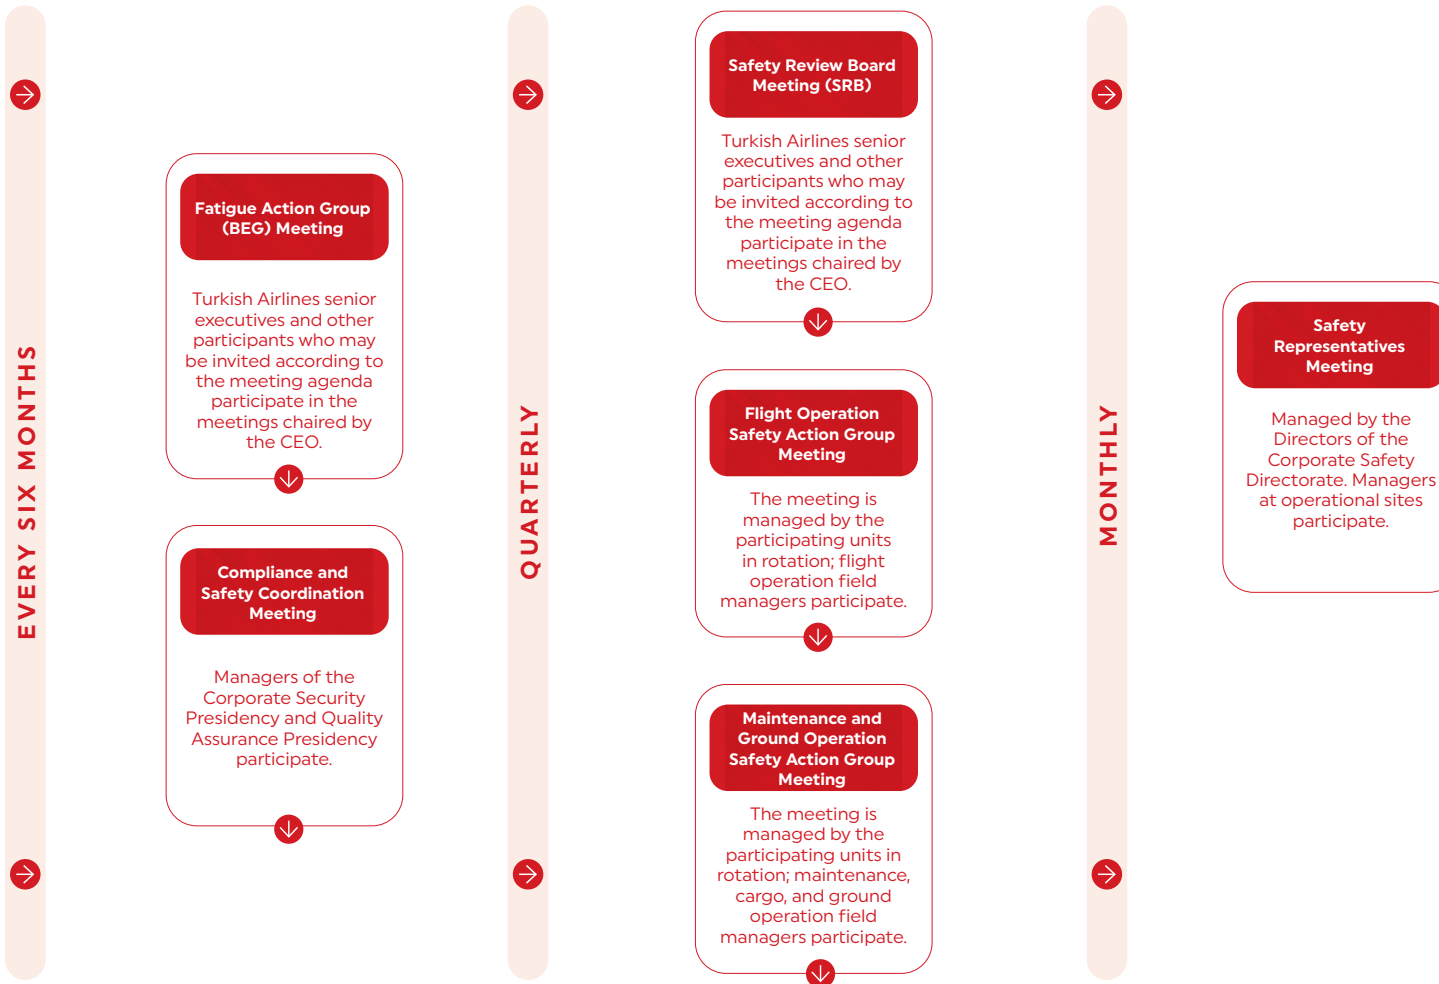 EVERY SIX MONTHS
Fatigue Action Group
(BEG) Meeting
Turkish Airlines senior
executives and other
participants who may
be invited according to
the meeting agenda
participate in the
meetings chaired by
the CEO.
Compliance and
Safety Coordination
Meeting
Managers of the
Corporate Security
Presidency and Quality
Assurance Presidency
participate.
QUARTERLY
Safety Review Board
Meeting (SRB)
Turkish Airlines senior
executives and other
participants who may
be invited according to
the meeting agenda
participate in the
meetings chaired by
the CEO.
Flight Operation
Safety Action Group
Meeting
The meeting is
managed by the
participating units
in rotation; flight
operation field
managers participate.
Maintenance and
Ground Operation
Safety Action Group
Meeting
The meeting is
managed by the
participating units in
rotation; maintenance,
cargo, and ground
operation field
managers participate.
MONTHLY
Safety
Representatives
Meeting
Managed by the
Directors of the
Corporate Safety
Directorate. Managers
at operational sites
participate.